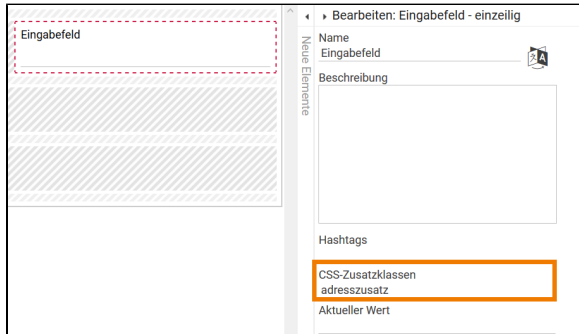 Eingabefeld
Neue Elemente
Bearbeiten: Eingabefeld - einzeilig
Name
Eingabefeld
A
Beschreibung
Hashtags
CSS-Zusatzklassen
adresszusatz
Aktueller Wert